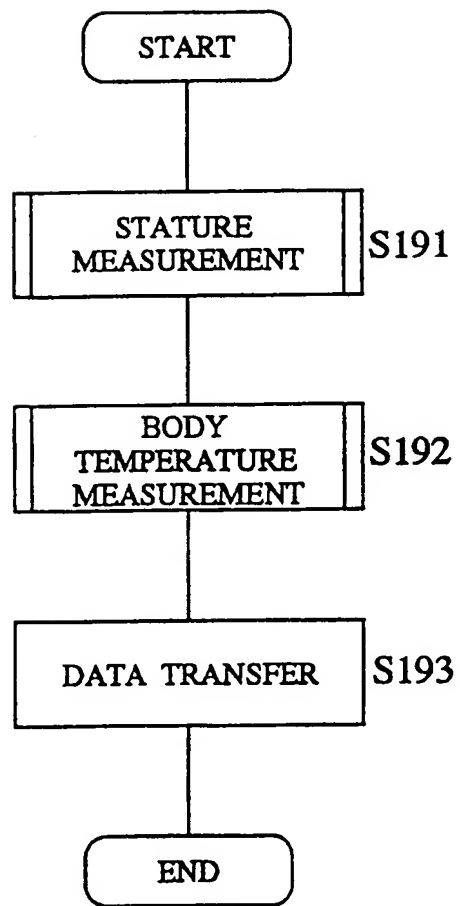 START
STATURE
MEASUREMENT
S191
BODY
TEMPERATURE
MEASUREMENT
S192
DATA TRANSFER
S193
END